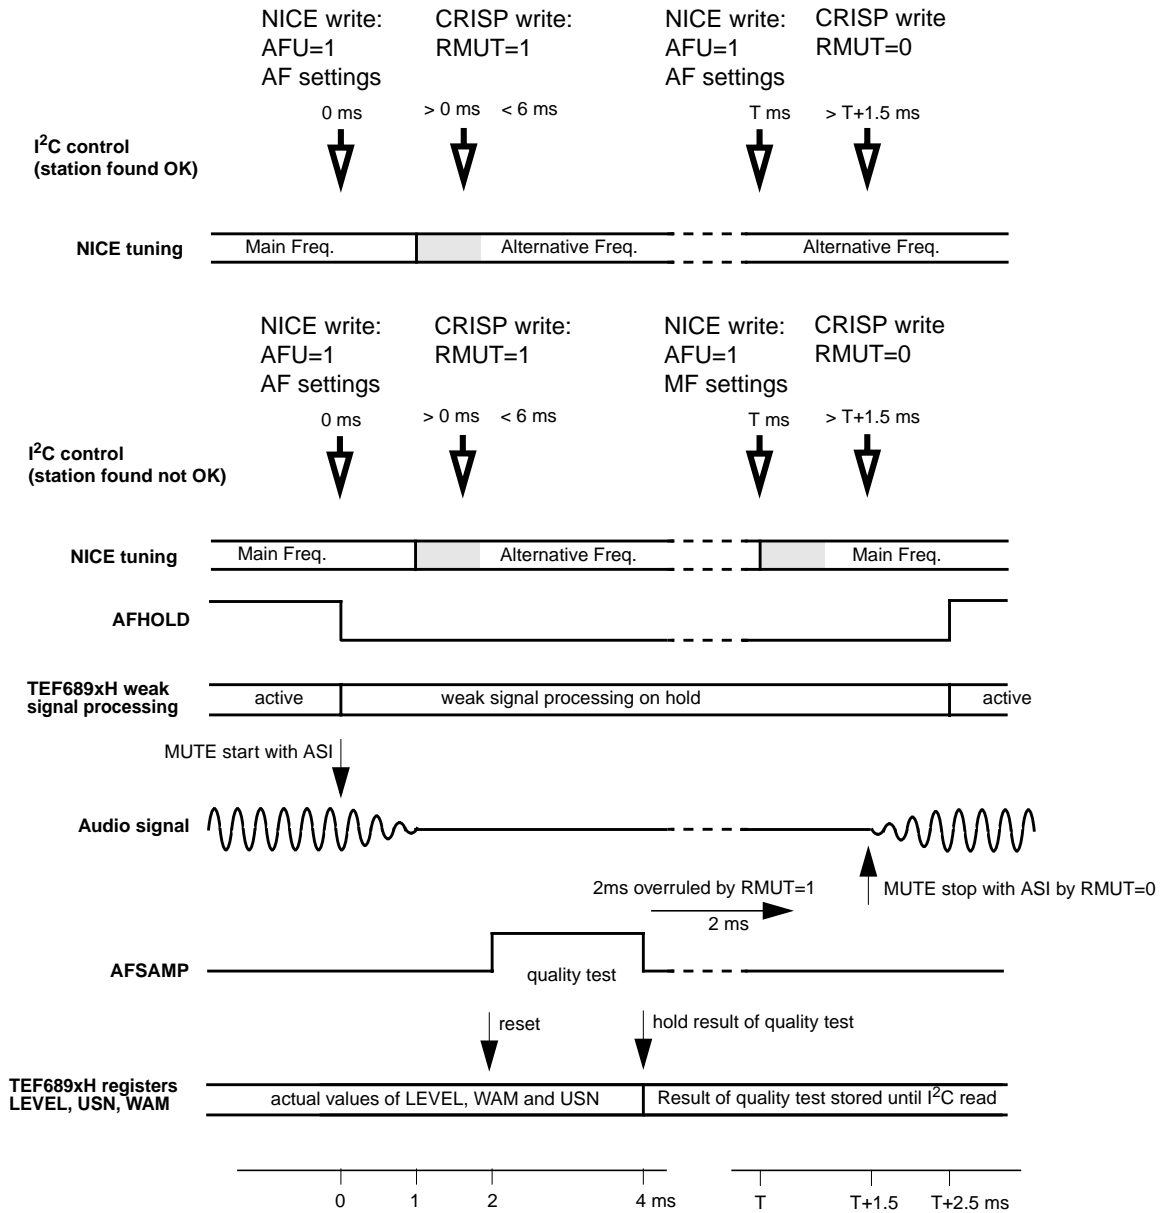 NICE write:
AFU=1
AF settings
CRISP write:
RMUT=1
NICE write:
AFU=1
AF settings
CRISP write
RMUT=0
0 ms
> 0 ms < 6 ms
T ms
> T+1.5 ms
I²C control
(station found OK)
NICE tuning
Main Freq.
Alternative Freq.
Alternative Freq.
NICE write:
AFU=1
AF settings
CRISP write:
RMUT=1
NICE write:
AFU=1
MF settings
CRISP write
RMUT=0
0 ms
> 0 ms < 6 ms
T ms
> T+1.5 ms
I²C control
(station found not OK)
NICE tuning
Main Freq.
Alternative Freq.
Main Freq.
AFHOLD
TEF689xH weak
signal processing
active
weak signal processing on hold
active
MUTE start with ASI
Audio signal
2ms overruled by RMUT=1
2 ms
MUTE stop with ASI by RMUT=0
AFSAMP
quality test
reset
hold result of quality test
TEF689xH registers
LEVEL, USN, WAM
actual values of LEVEL, WAM and USN
Result of quality test stored until I²C read
0
1
2
4 ms
T
T+1.5
T+2.5 ms